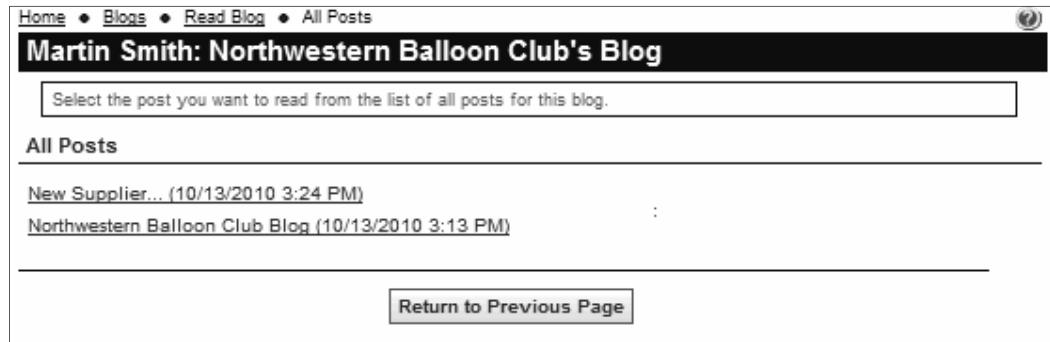 Home ● Blogs ● Read Blog ● All Posts
?
Martin Smith: Northwestern Balloon Club's Blog
Select the post you want to read from the list of all posts for this blog.
All Posts
New Supplier... (10/13/2010 3:24 PM)
:
Northwestern Balloon Club Blog (10/13/2010 3:13 PM)
Return to Previous Page